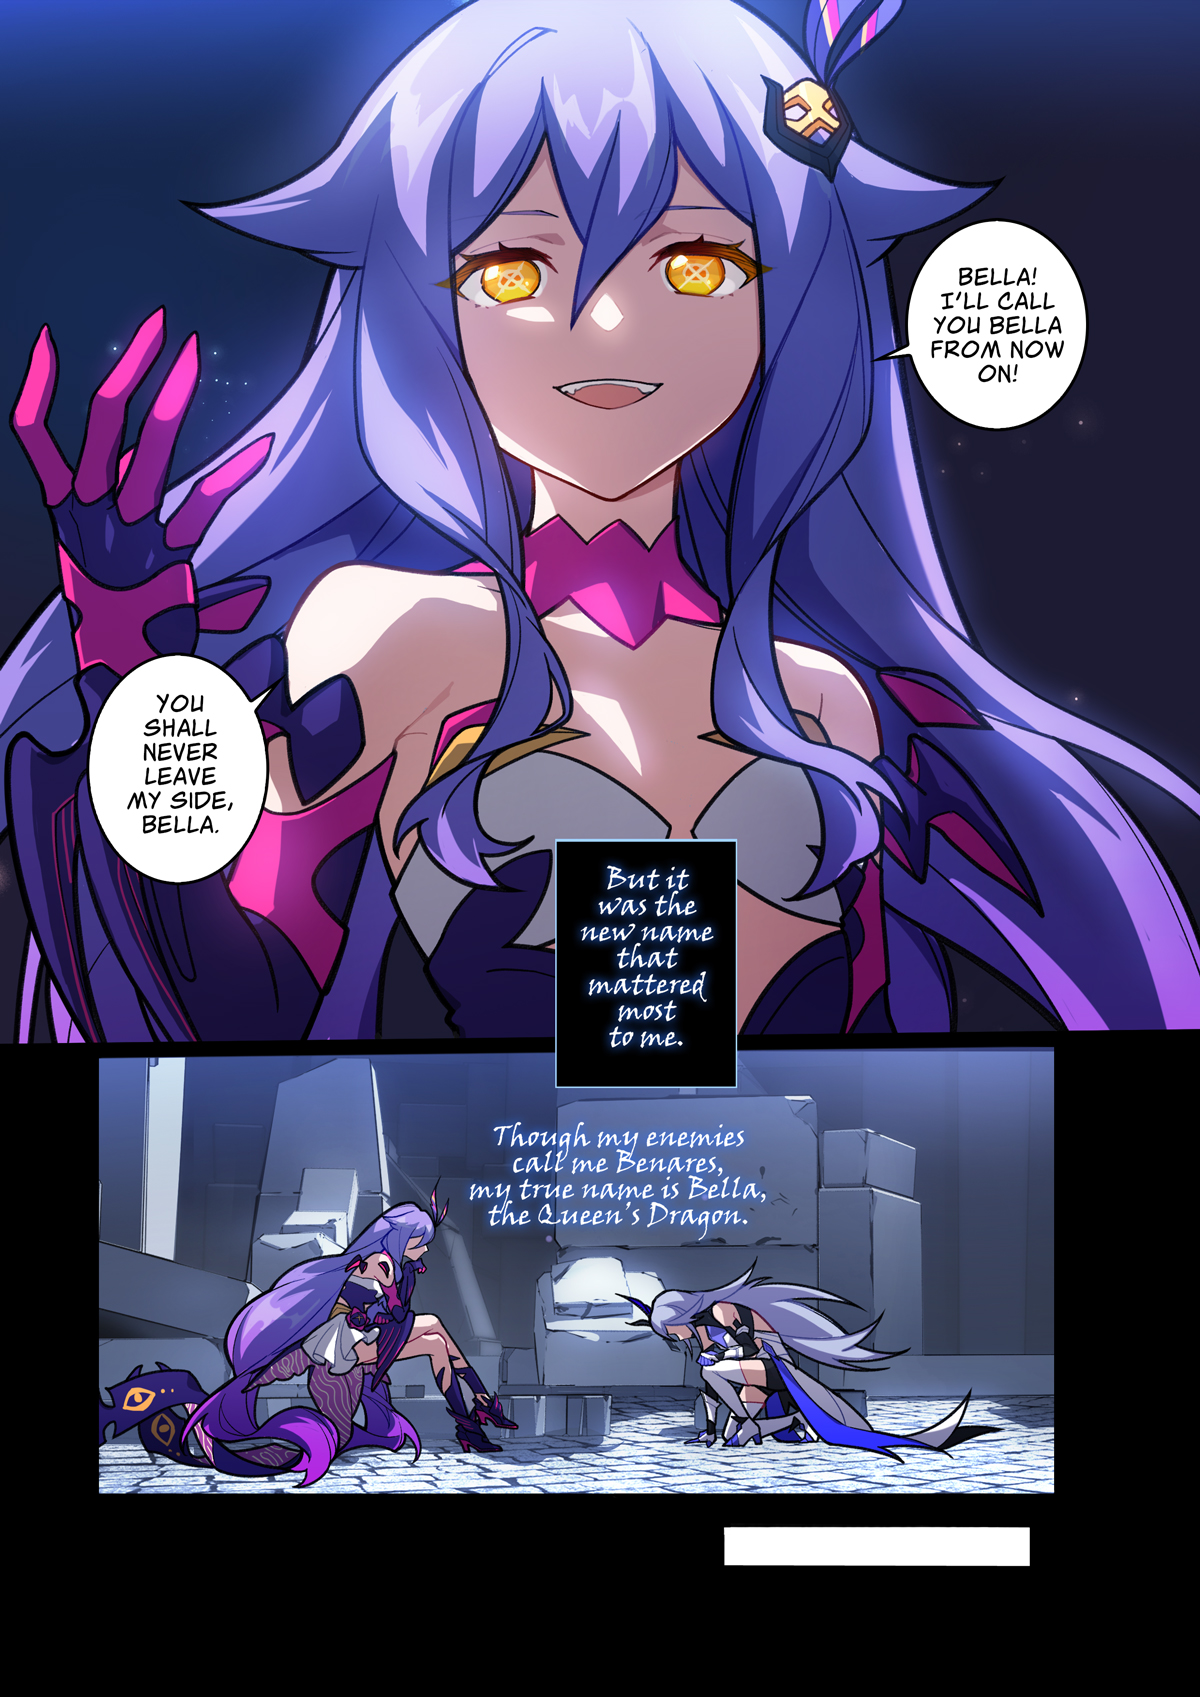 BELLA!
I'LL CALL
YOU BELLA
FROM NOW
ON!
YOU
SHALL
NEVER
LEAVE
MY SIDE,
BELLA.
But it
was the
new name
that
mattered
most
to me.
Though my enemies
call me Benares,
my true name is Bella,
the Queen's Dragon.